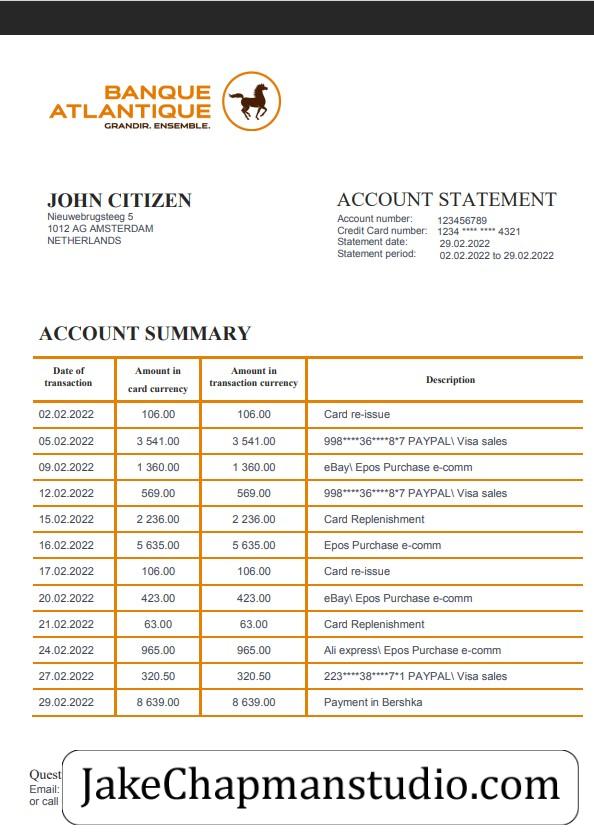 BANQUE
ATLANTIQUE
GRANDIR. ENSEMBLE.
JOHN CITIZEN
Nieuwebrugsteeg 5
1012 AG AMSTERDAM
NETHERLANDS
ACCOUNT STATEMENT
Account number: 123456789
Credit Card number: 1234 **** **** 4321
Statement date: 29.02.2022
Statement period: 02.02.2022 to 29.02.2022
ACCOUNT SUMMARY
Date of transaction Amount in card currency Amount in transaction currency Description
02.02.2022 106.00 106.00 Card re-issue
05.02.2022 3 541.00 3 541.00 998****36****8*7 PAYPAL\ Visa sales
09.02.2022 1 360.00 1 360.00 eBay\ Epos Purchase e-comm
12.02.2022 569.00 569.00 998****36****8*7 PAYPAL\ Visa sales
15.02.2022 2 236.00 2 236.00 Card Replenishment
16.02.2022 5 635.00 5 635.00 Epos Purchase e-comm
17.02.2022 106.00 106.00 Card re-issue
20.02.2022 423.00 423.00 eBay\ Epos Purchase e-comm
21.02.2022 63.00 63.00 Card Replenishment
24.02.2022 965.00 965.00 Ali express\ Epos Purchase e-comm
27.02.2022 320.50 320.50 223****38****7*1 PAYPAL\ Visa sales
29.02.2022 8 639.00 8 639.00 Payment in Bershka
Quest
Email:
or call
JakeChapmanstudio.com